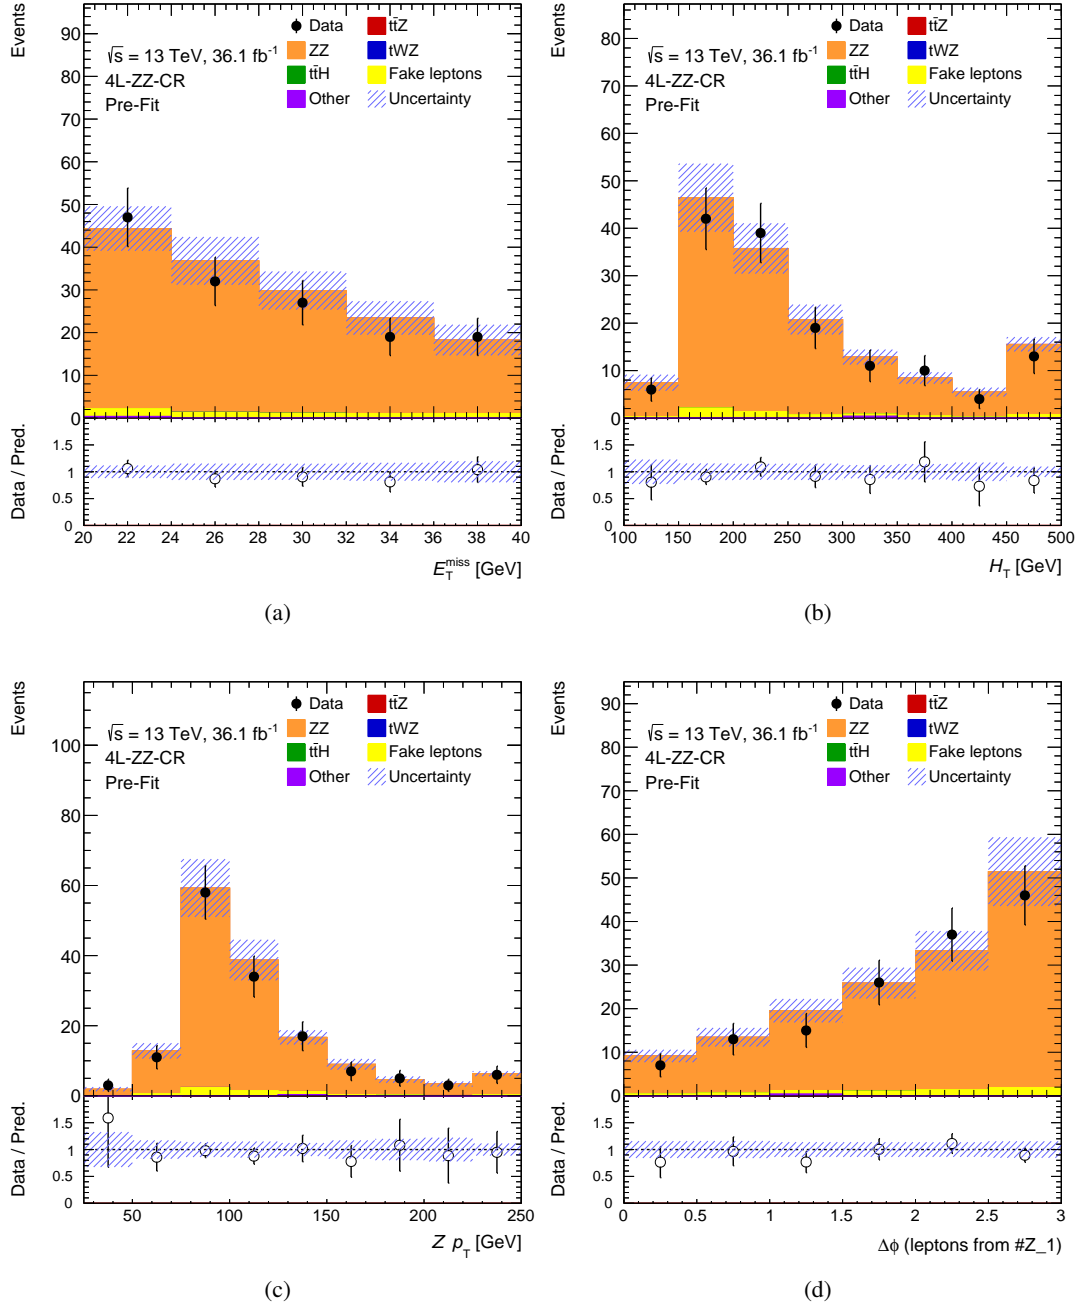 Events
90
80
70
60
50
40
30
20
10
0
√s = 13 TeV, 36.1 fb⁻¹
4L-ZZ-CR
Pre-Fit
Data
ZZ
tt̄H
Other
tt̄Z
tWZ
Fake leptons
Uncertainty
Data / Pred.
1.5
1
0.5
0
20 22 24 26 28 30 32 34 36 38 40
E_T^miss [GeV]
(a)
Events
80
70
60
50
40
30
20
10
0
√s = 13 TeV, 36.1 fb⁻¹
4L-ZZ-CR
Pre-Fit
Data
ZZ
tt̄H
Other
tt̄Z
tWZ
Fake leptons
Uncertainty
Data / Pred.
1.5
1
0.5
0
100 150 200 250 300 350 400 450 500
H_T [GeV]
(b)
Events
100
80
60
40
20
0
√s = 13 TeV, 36.1 fb⁻¹
4L-ZZ-CR
Pre-Fit
Data
ZZ
tt̄H
Other
tt̄Z
tWZ
Fake leptons
Uncertainty
Data / Pred.
1.5
1
0.5
0
50 100 150 200 250
Z p_T [GeV]
(c)
Events
90
80
70
60
50
40
30
20
10
0
√s = 13 TeV, 36.1 fb⁻¹
4L-ZZ-CR
Pre-Fit
Data
ZZ
tt̄H
Other
tt̄Z
tWZ
Fake leptons
Uncertainty
Data / Pred.
1.5
1
0.5
0
0 0.5 1 1.5 2 2.5 3
Δϕ (leptons from #Z_1)
(d)